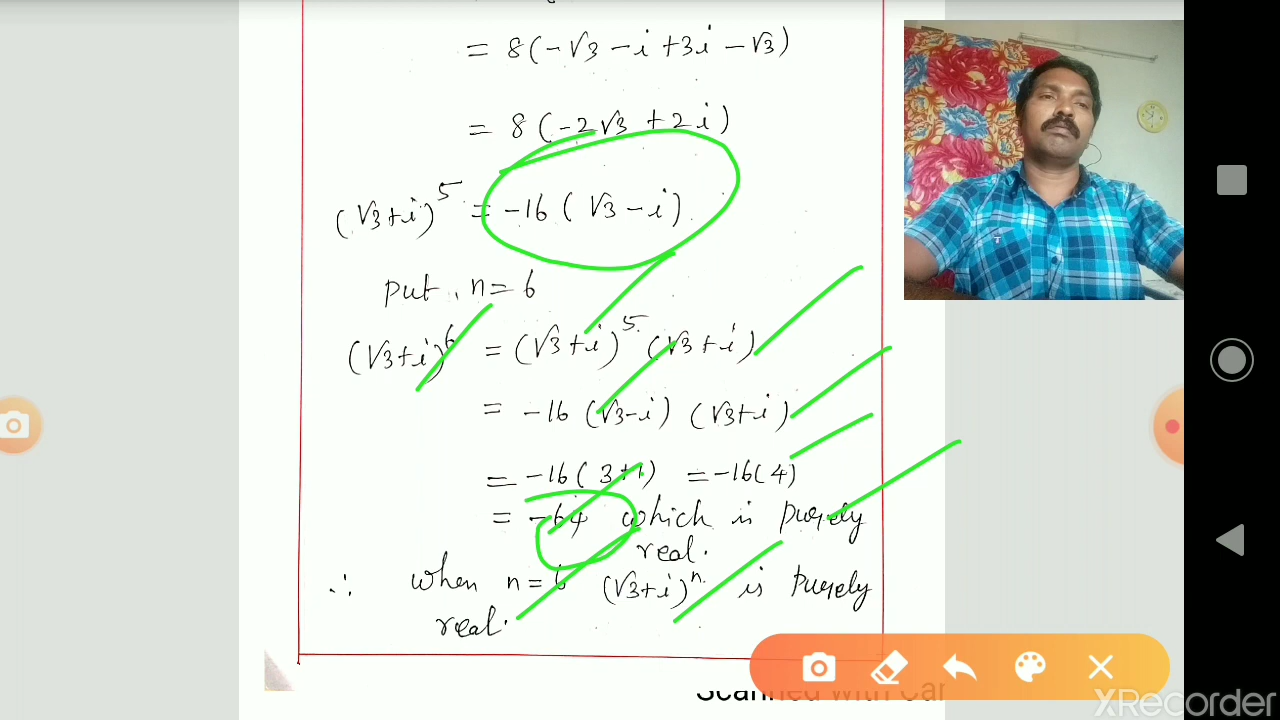 = 8(-√3 -i +3i -√3)
= 8(-2√3 +2i)
(√3+i)^5 = -16(√3-i)
put, n=6
(√3+i)^6 = (√3+i)^5 (√3+i)
= -16 (√3-i) (√3+i)
= -16(3+1) = -16(4)
= -64 which is purely
real.
∴ when n=6 (√3+i)^n is purely
real.
XRecorder